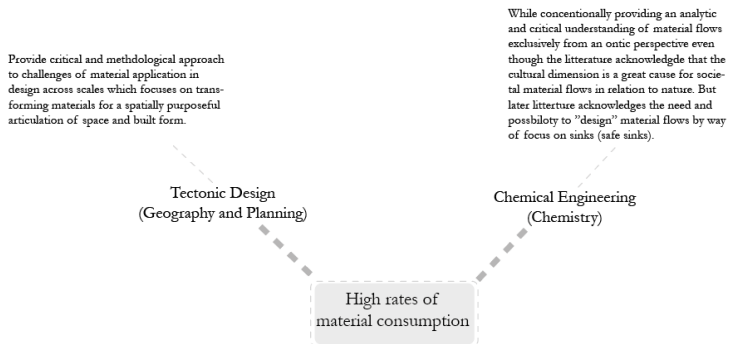 Provide critical and methdological approach
to challenges of material application in
design across scales which focuses on trans-
forming materials for a spatially purposeful
articulation of space and built form.
While concentionally providing an analytic
and critical understanding of material flows
exclusively from an ontic perspective even
though the litterature acknowledgde that the
cultural dimension is a great cause for socie-
tal material flows in relation to nature. But
later litterture acknowledges the need and
possbiloty to ”design” material flows by way
of focus on sinks (safe sinks).
Tectonic Design
(Geography and Planning)
Chemical Engineering
(Chemistry)
High rates of
material consumption